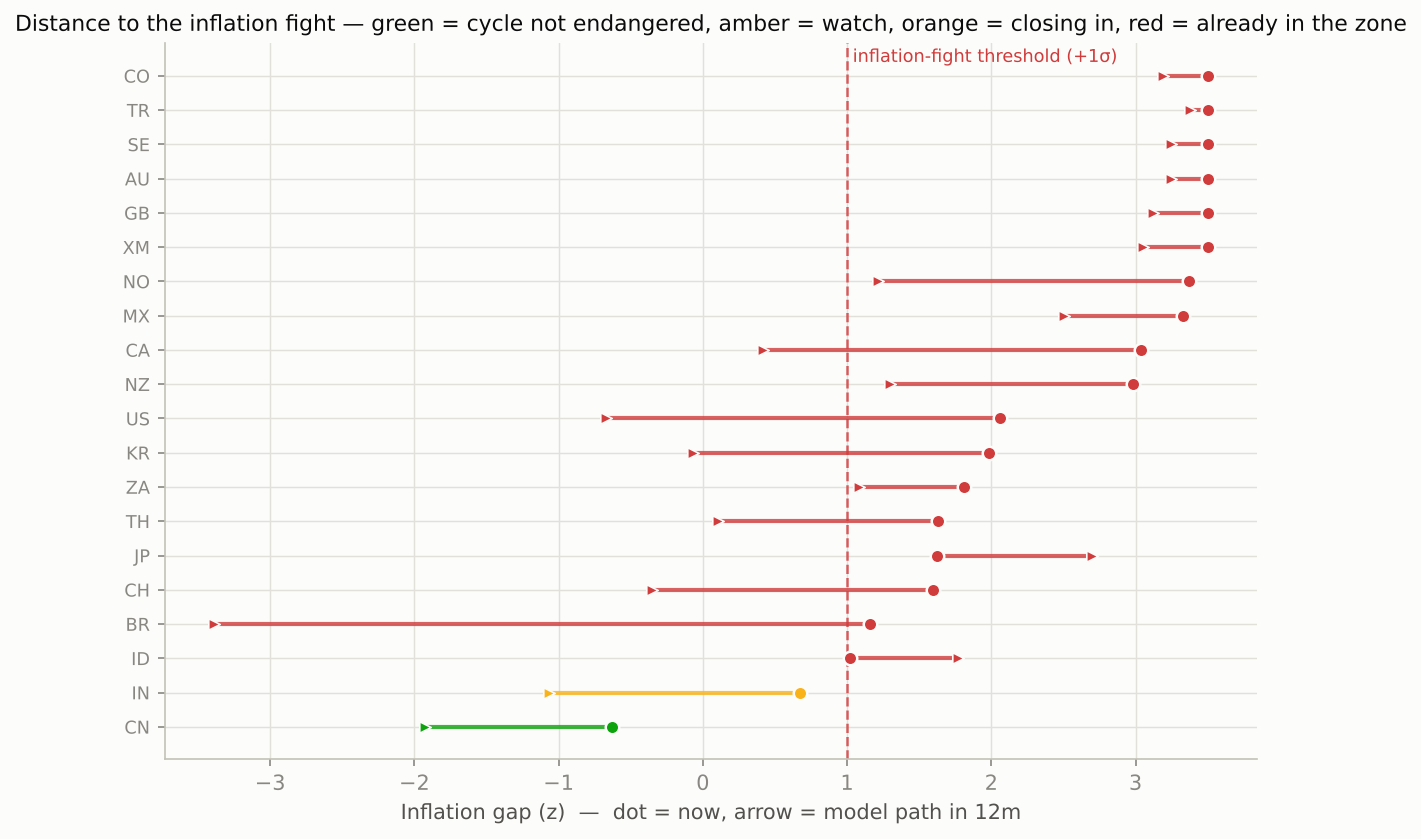 Distance to the inflation fight — green = cycle not endangered, amber = watch, orange = closing in, red = already in the zone
inflation-fight threshold (+1σ)
CO
TR
SE
AU
GB
XM
NO
MX
CA
NZ
US
KR
ZA
TH
JP
CH
BR
ID
IN
CN
−3 −2 −1 0 1 2 3
Inflation gap (z) — dot = now, arrow = model path in 12m